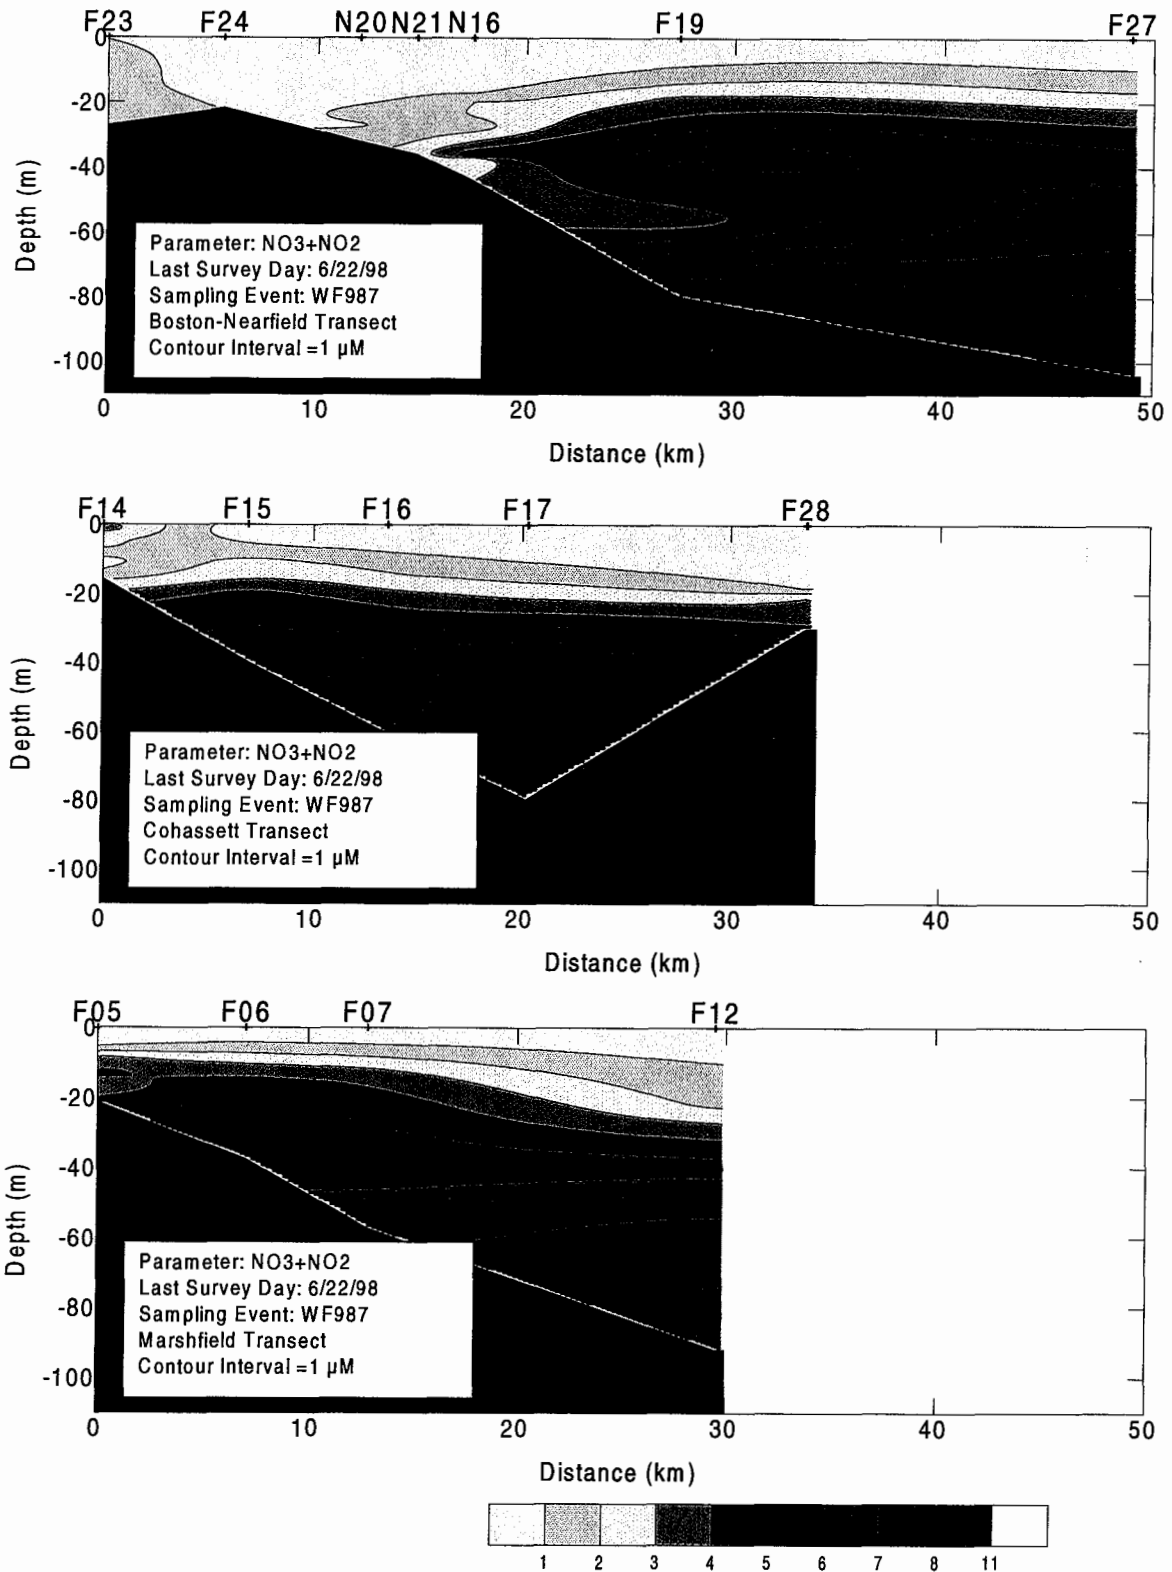 F23 F24 N20 N21 N16 F19 F27
0
-20
-40
-60
-80
-100
Depth (m)
Parameter: NO3+NO2
Last Survey Day: 6/22/98
Sampling Event: WF987
Boston-Nearfield Transect
Contour Interval =1 µM
0 10 20 30 40 50
Distance (km)
F14 F15 F16 F17 F28
0
-20
-40
-60
-80
-100
Depth (m)
Parameter: NO3+NO2
Last Survey Day: 6/22/98
Sampling Event: WF987
Cohassett Transect
Contour Interval =1 µM
0 10 20 30 40 50
Distance (km)
F05 F06 F07 F12
0
-20
-40
-60
-80
-100
Depth (m)
Parameter: NO3+NO2
Last Survey Day: 6/22/98
Sampling Event: WF987
Marshfield Transect
Contour Interval =1 µM
0 10 20 30 40 50
Distance (km)
1 2 3 4 5 6 7 8 11